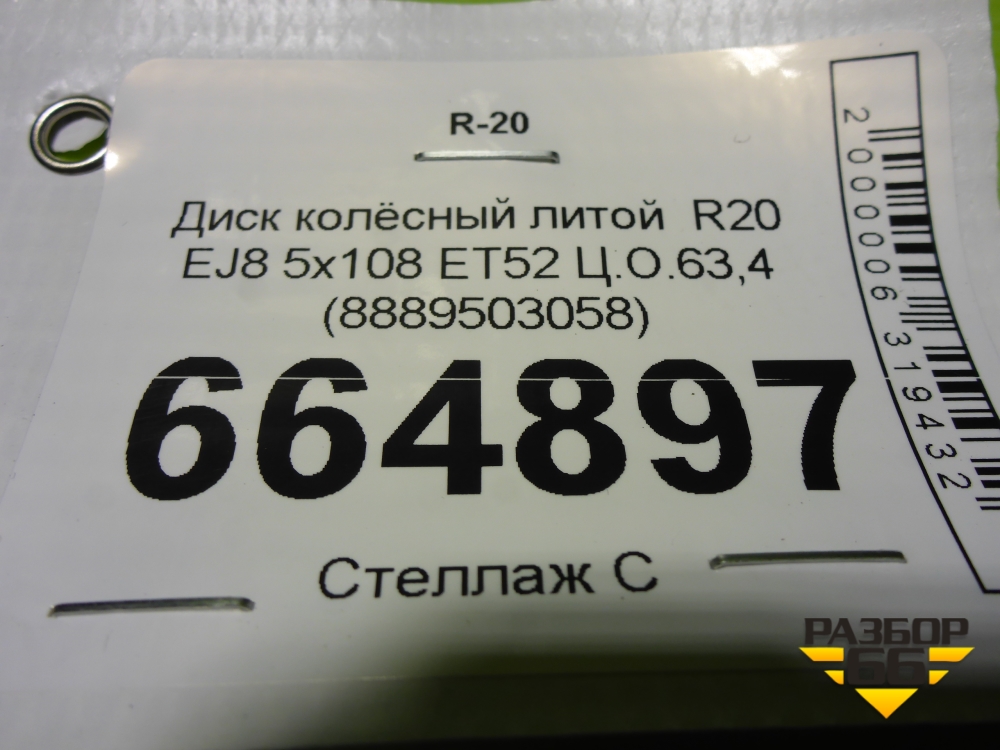 R-20
Диск колёсный литой R20
EJ8 5x108 ET52 Ц.О.63,4
(8889503058)
664897
Стеллаж С
2000006319432
РАЗБОР
66